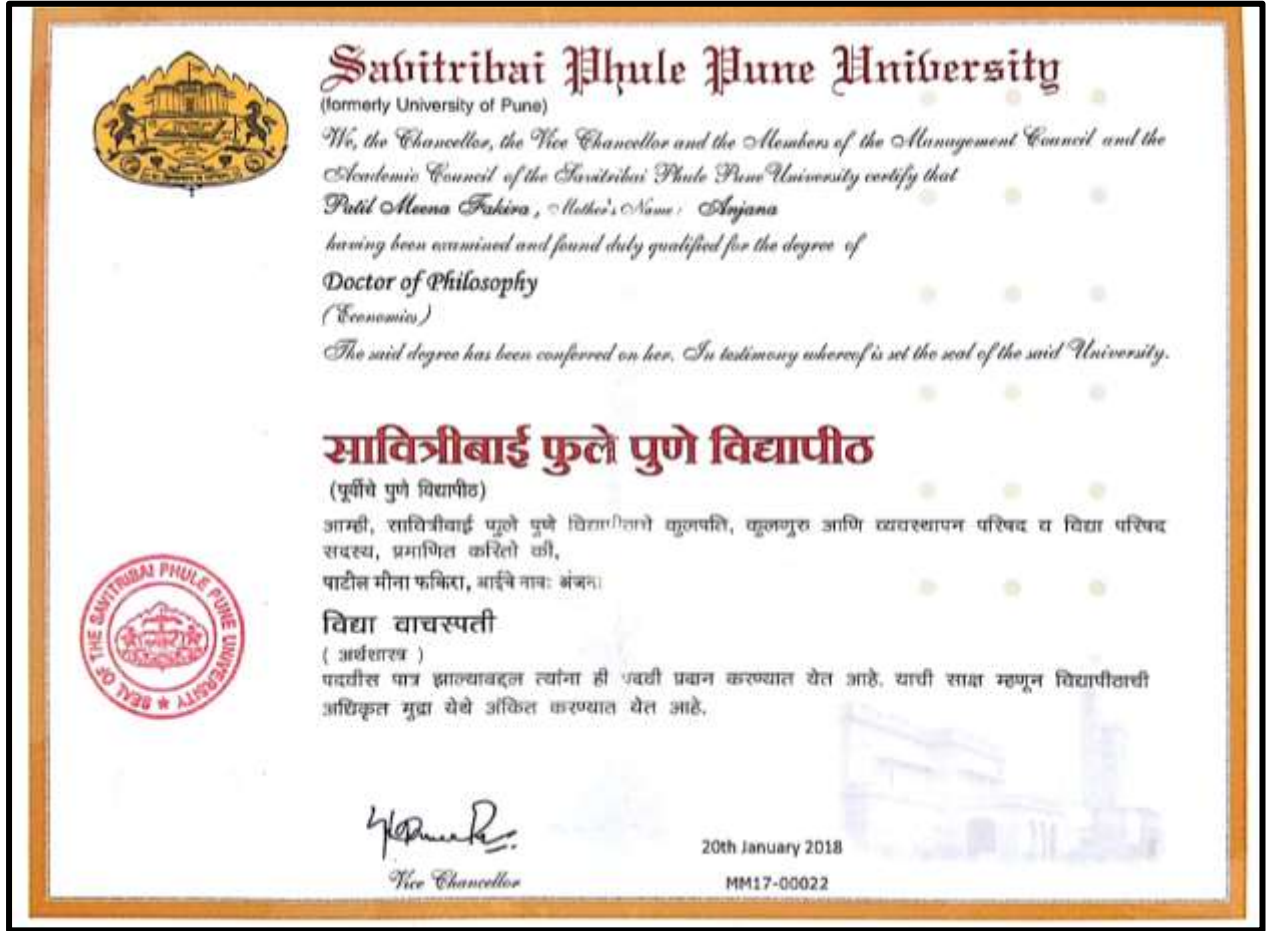 Savitribai Phule Pune University
(formerly University of Pune)
We, the Chancellor, the Vice Chancellor and the Members of the Management Council and the
Academic Council of the Savitribai Phule Pune University certify that
Patil Meena Fakira, Mother's Name: Anjana
having been examined and found duly qualified for the degree of
Doctor of Philosophy
(Economics)
The said degree has been conferred on her. In testimony whereof is set the seal of the said University.
सावित्रीबाई फुले पुणे विद्यापीठ
(पूर्वीचे पुणे विद्यापीठ)
आम्ही, सावित्रीबाई फुले पुणे विद्यापीठाचे कुलपति, कुलगुरु आणि व्यवस्थापन परिषद व विद्या परिषद
सदस्य, प्रमाणित करितो की,
पाटील मीना फकिरा, आईचे नावः अंजना
विद्या वाचस्पती
( अर्थशास्त्र )
पदवीस पात्र झाल्याबद्दल त्यांना ही पदवी प्रदान करण्यात येत आहे. याची साक्ष म्हणून विद्यापीठाची
अधिकृत मुद्रा येथे अंकित करण्यात येत आहे.
SEAL OF THE SAVITRIBAI PHULE PUNE UNIVERSITY
20th January 2018
Vice Chancellor
MM17-00022